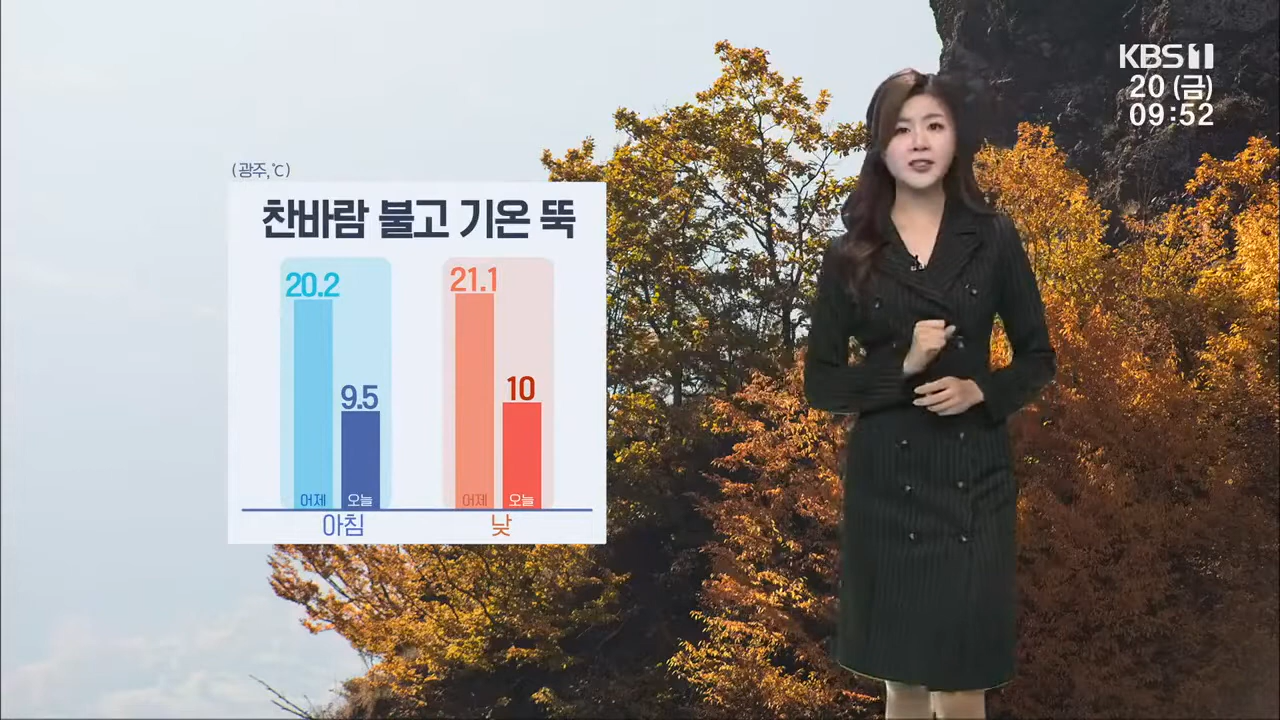 KBS1
20 (금)
09:52
(광주,℃)
찬바람 불고 기온 뚝
20.2
9.5
21.1
10
어제
오늘
어제
오늘
아침
낮